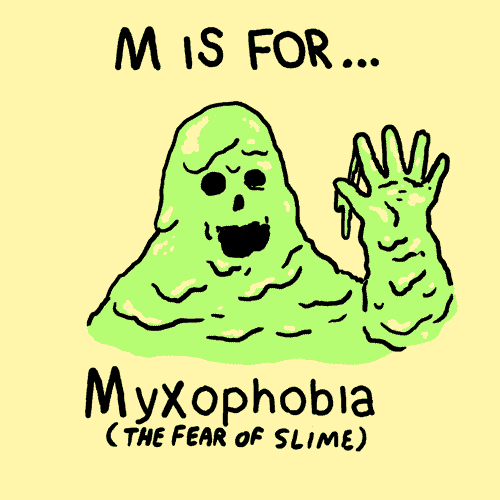 M IS FOR...
Myxophobia
(THE FEAR OF SLIME)